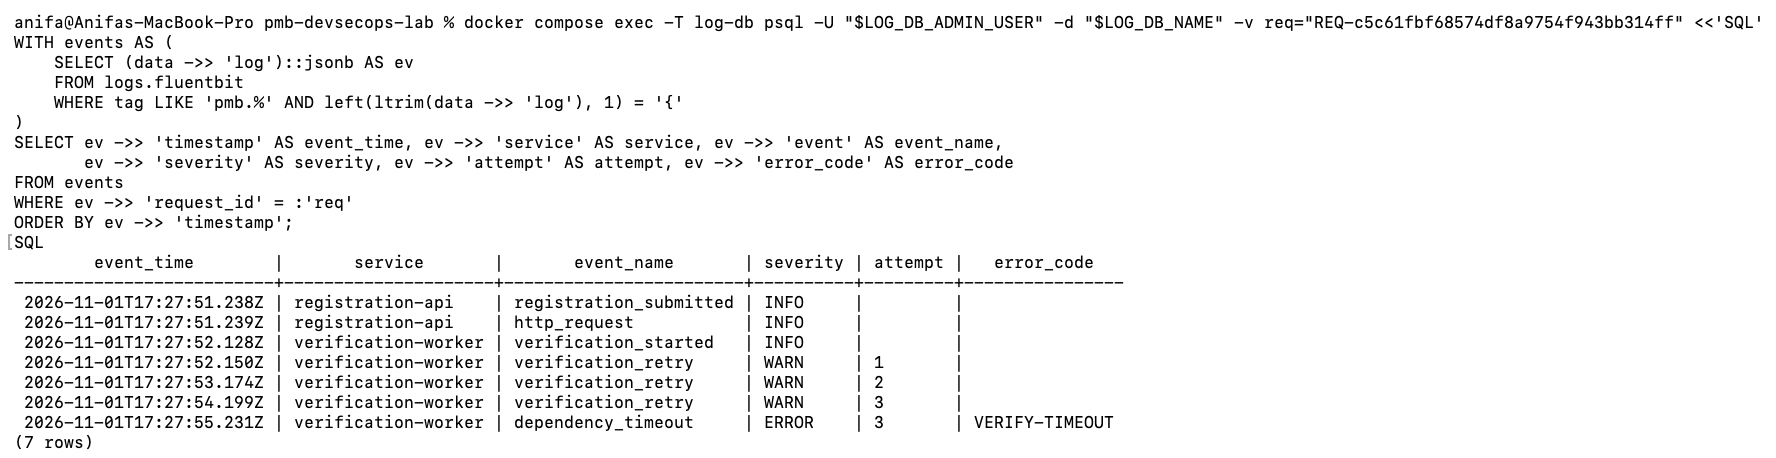 anifa@Anifas-MacBook-Pro pmb-devsecops-lab % docker compose exec -T log-db psql -U "$LOG_DB_ADMIN_USER" -d "$LOG_DB_NAME" -v req="REQ-c5c61fbf68574df8a9754f943bb314ff" <<'SQL'
WITH events AS (
    SELECT (data ->> 'log')::jsonb AS ev
    FROM logs.fluentbit
    WHERE tag LIKE 'pmb.%' AND left(ltrim(data ->> 'log'), 1) = '{'
)
SELECT ev ->> 'timestamp' AS event_time, ev ->> 'service' AS service, ev ->> 'event' AS event_name,
       ev ->> 'severity' AS severity, ev ->> 'attempt' AS attempt, ev ->> 'error_code' AS error_code
FROM events
WHERE ev ->> 'request_id' = :'req'
ORDER BY ev ->> 'timestamp';
[SQL
        event_time        |       service       |       event_name       | severity | attempt |   error_code
--------------------------+---------------------+------------------------+----------+---------+----------------
 2026-11-01T17:27:51.238Z | registration-api    | registration_submitted | INFO     |         |
 2026-11-01T17:27:51.239Z | registration-api    | http_request           | INFO     |         |
 2026-11-01T17:27:52.128Z | verification-worker | verification_started   | INFO     |         |
 2026-11-01T17:27:52.150Z | verification-worker | verification_retry     | WARN     | 1       |
 2026-11-01T17:27:53.174Z | verification-worker | verification_retry     | WARN     | 2       |
 2026-11-01T17:27:54.199Z | verification-worker | verification_retry     | WARN     | 3       |
 2026-11-01T17:27:55.231Z | verification-worker | dependency_timeout     | ERROR    | 3       | VERIFY-TIMEOUT
(7 rows)